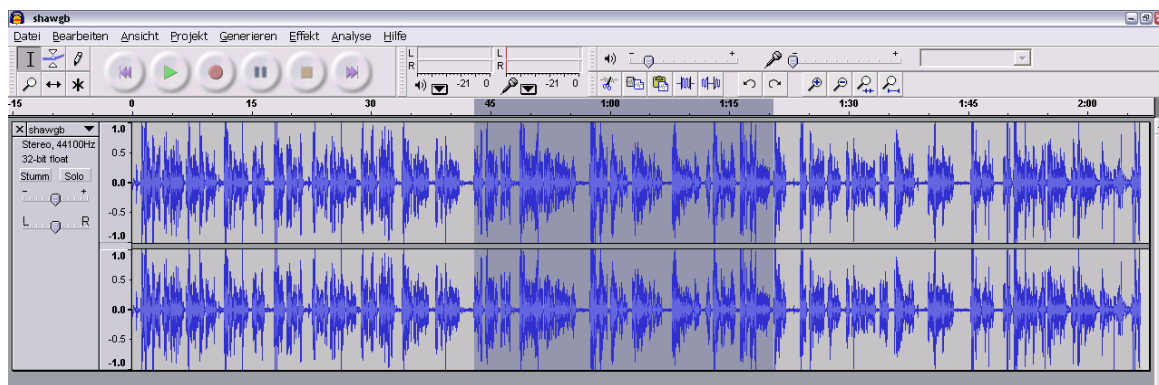 shawgb
Datei Bearbeiten Ansicht Projekt Generieren Effekt Analyse Hilfe
L L
R R
-21 0 -21 0
- + - +
-15 0 15 30 45 1:00 1:15 1:30 1:45 2:00
shawgb
Stereo, 44100Hz
32-bit float
Stumm Solo
- +
L R
1.0
0.5
0.0
-0.5
-1.0
1.0
0.5
0.0
-0.5
-1.0